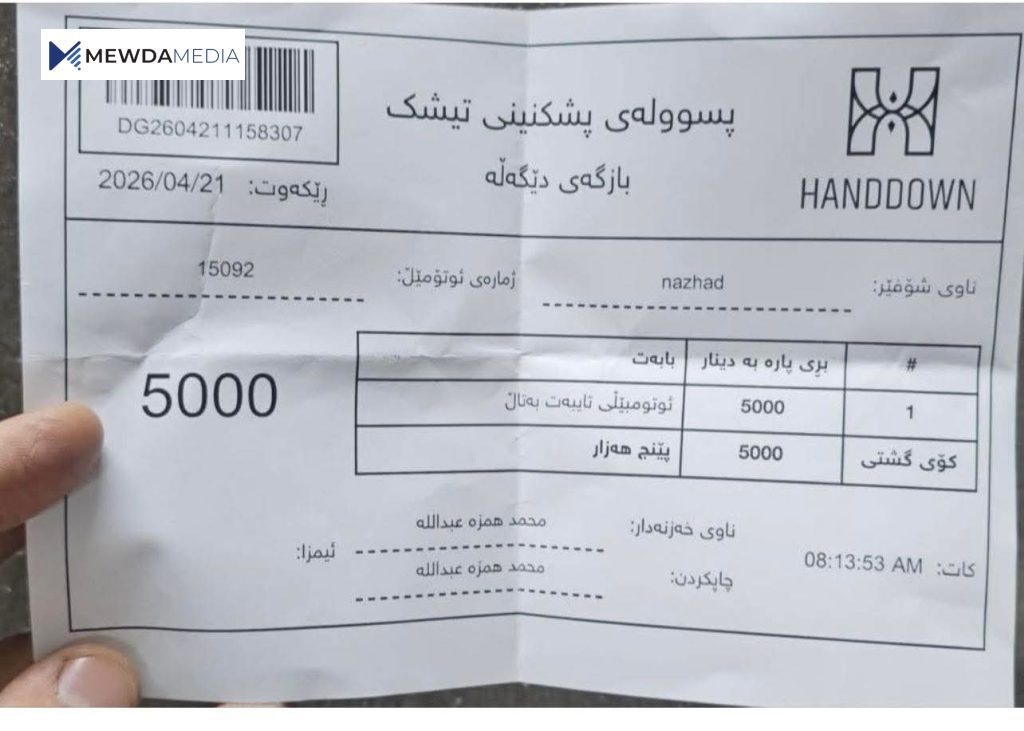 MEWDAMEDIA
DG2604211158307
پسوولەی پشکنینی تیشک
بازگەی دێگەڵە
HANDDOWN
ڕێکەوت: 2026/04/21
ناوی شۆفێر: nazhad
ژمارەی ئوتۆمێڵ: 15092
# بڕی پارە بە دینار بابەت
1 5000 ئوتومبێڵی تایبەت بەتاڵ
کۆی گشتی 5000 پێنج هەزار
5000
ناوی خەزنەدار: محمد همزە عبداللە
ئیمزا:
چاپکردن: محمد همزە عبداللە
کات: 08:13:53 AM